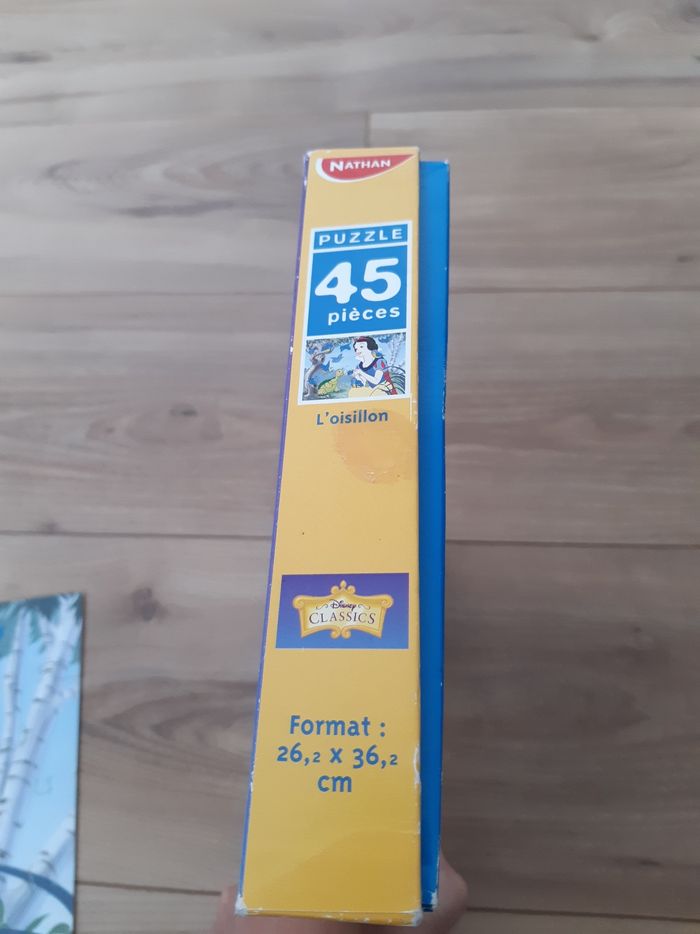 NATHAN
PUZZLE
45
pièces
L'oisillon
Disney
CLASSICS
Format :
26,2 x 36,2
cm